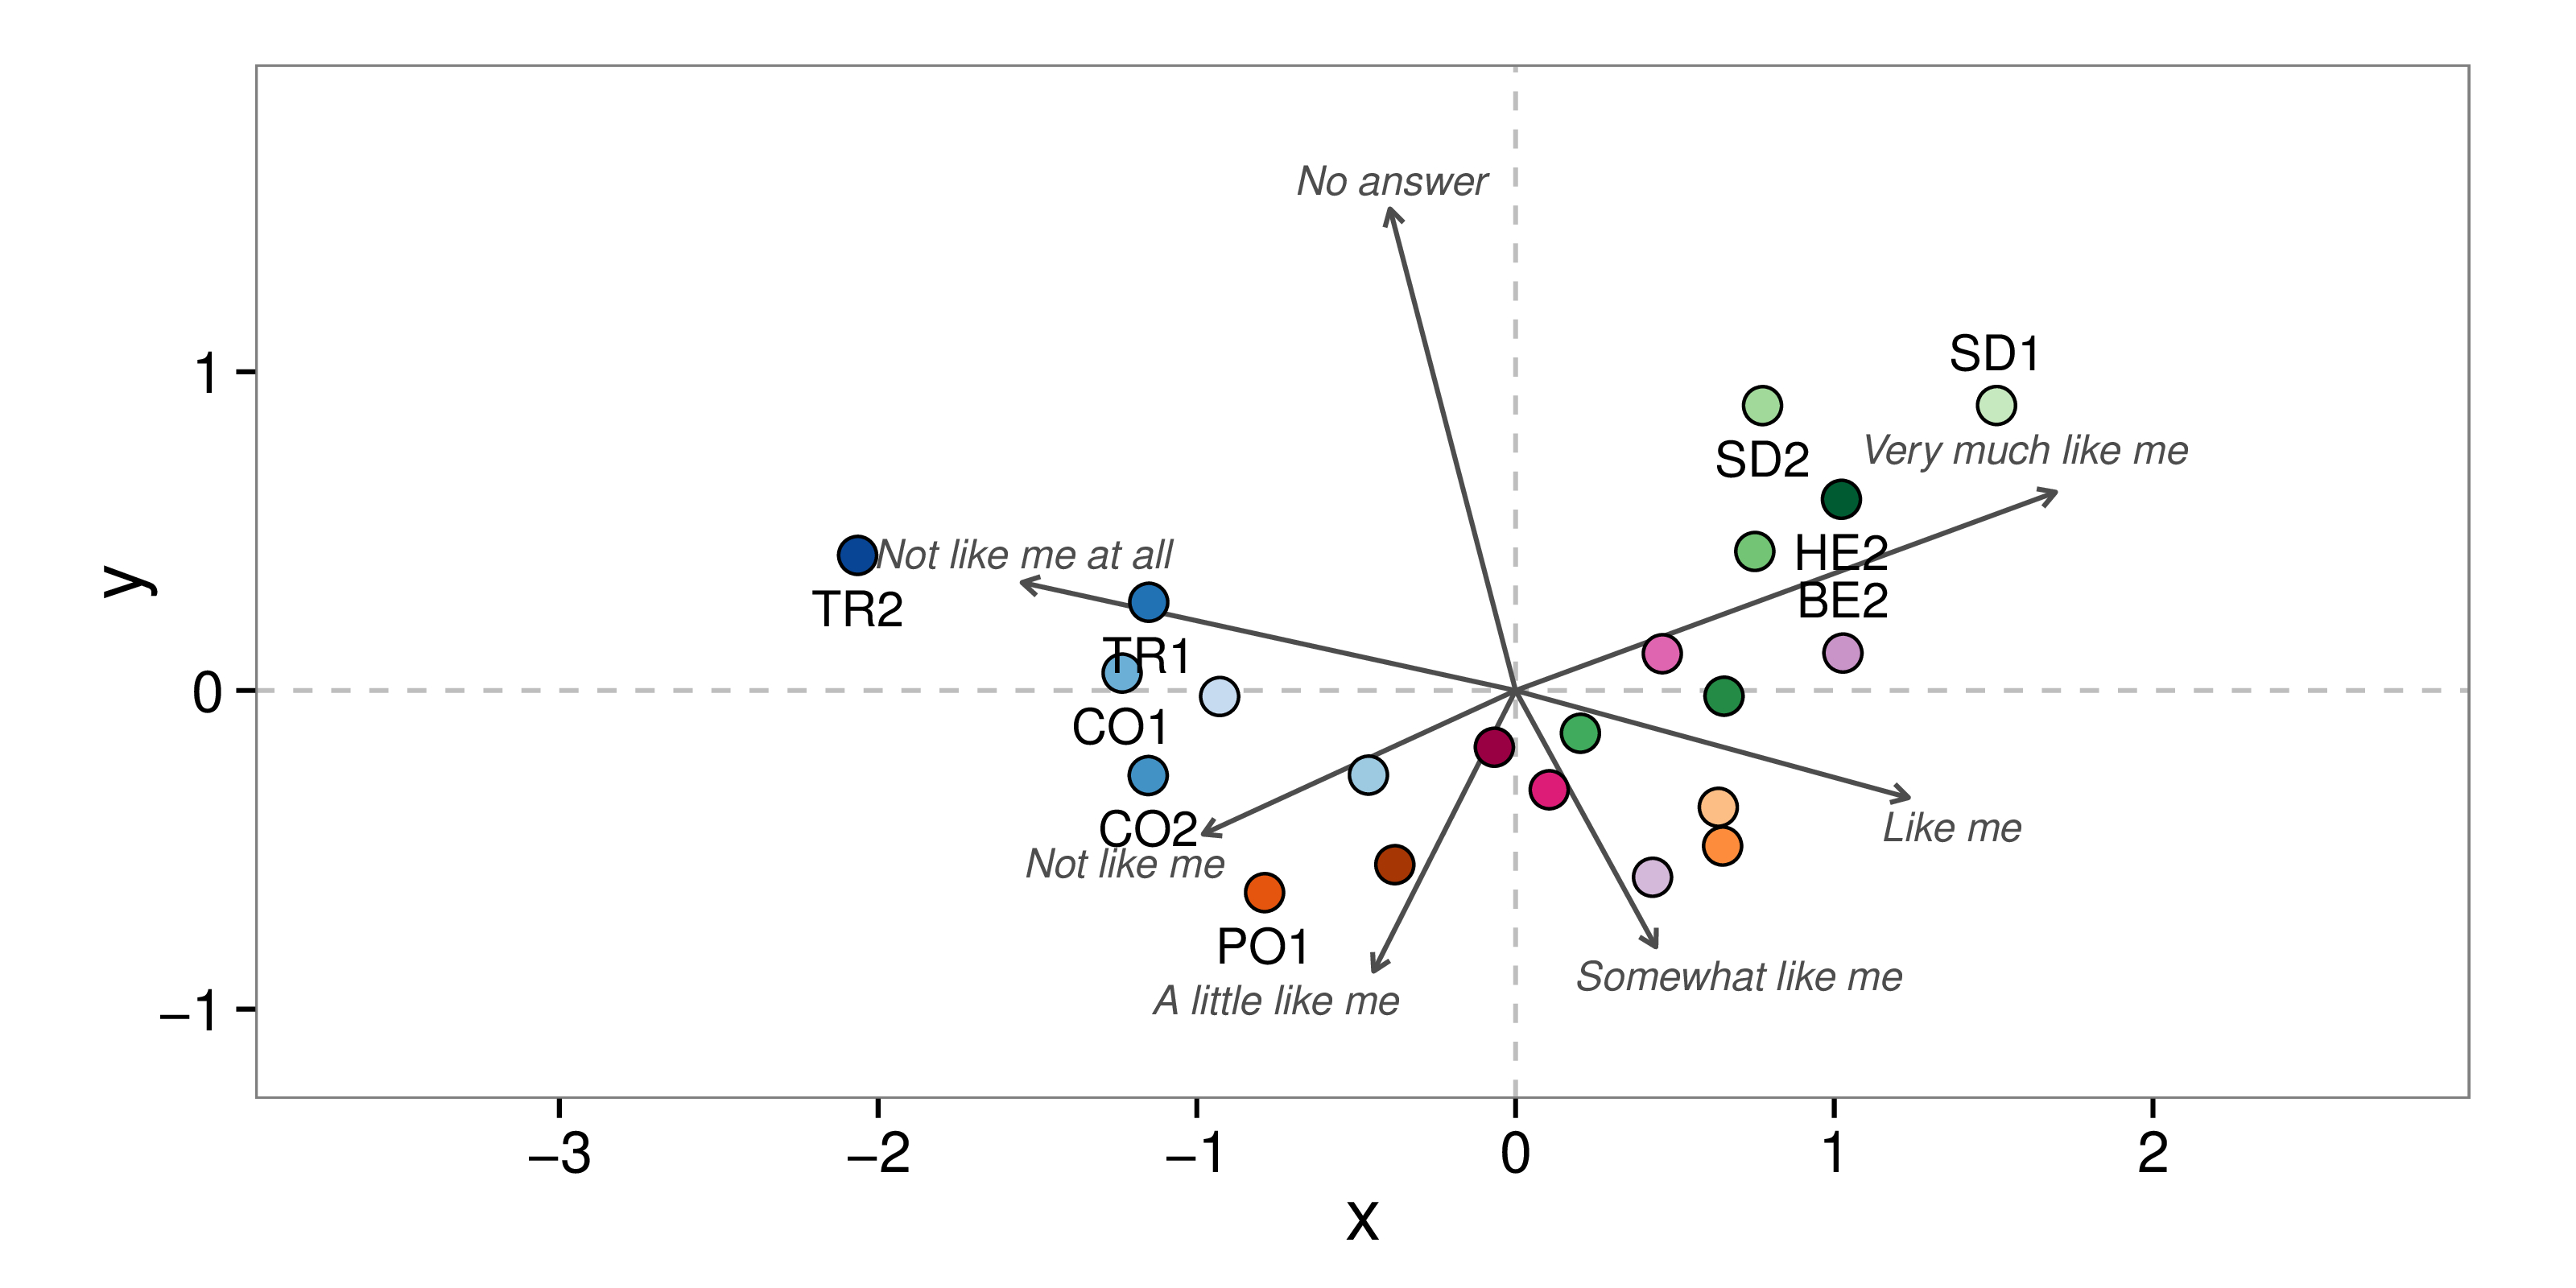 No answer
SD1
1
SD2
Very much like me
HE2
Not like me at all
TR2
BE2
y
TR1
0
CO1
CO2
Like me
Not like me
PO1
Somewhat like me
A little like me
−1
−3
−2
−1
0
1
2
x